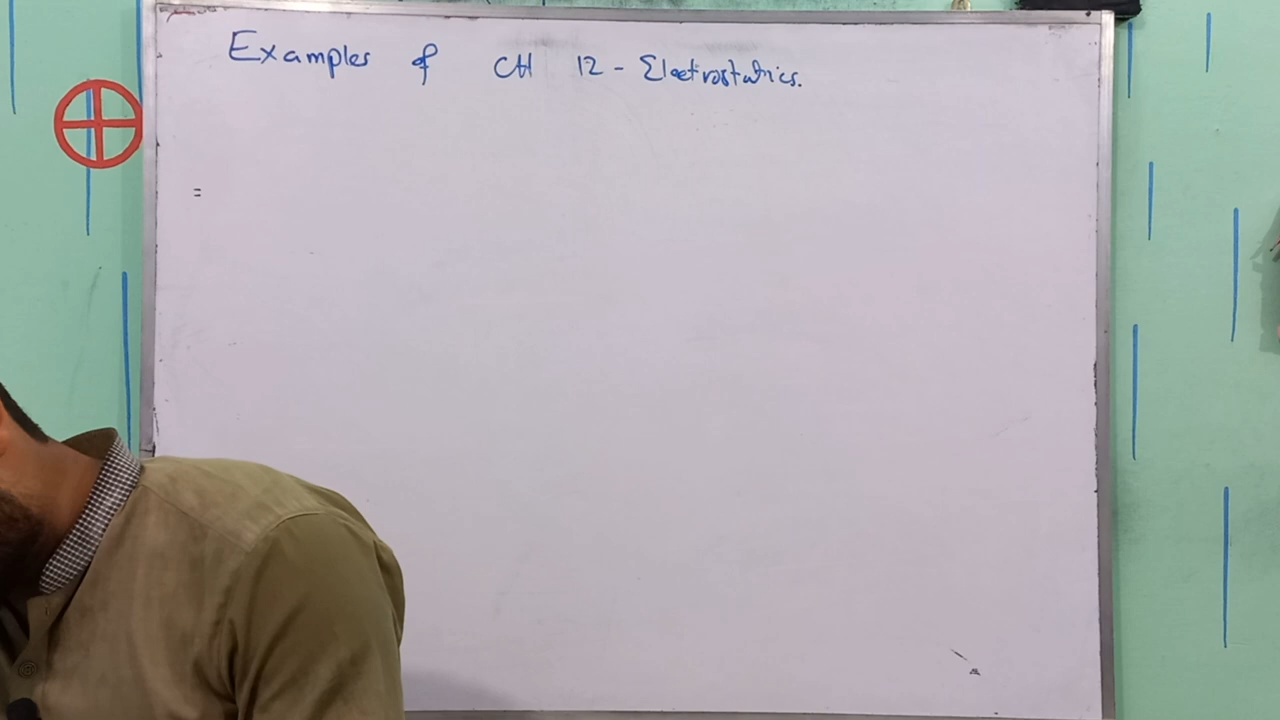 Examples of CH 12 - Electrostatics.
=